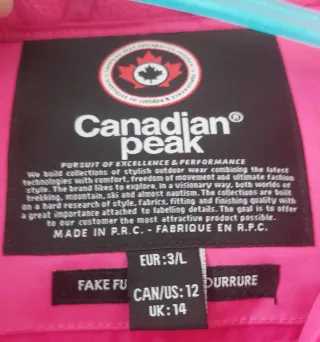 Canadian®
peak
PURSUIT OF EXCELLENCE & PERFORMANCE
We build collections of stylish outdoor wear combining the latest
technologies with comfort, freedom of movement and ultimate fashion
style. The brand likes to explore, in a visionary way, both worlds of
trekking, mountain, ski and almost nautism. The collections are built
on a hard research of style, fabrics, fitting and finishing quality with
a great importance attached to labeling details. The goal is to offer
to our customer the most attractive product possible.
MADE IN P.R.C. - FABRIQUE EN R.P.C.
EUR :3/L
FAKE FU
OURRURE
CAN/US: 12
UK: 14